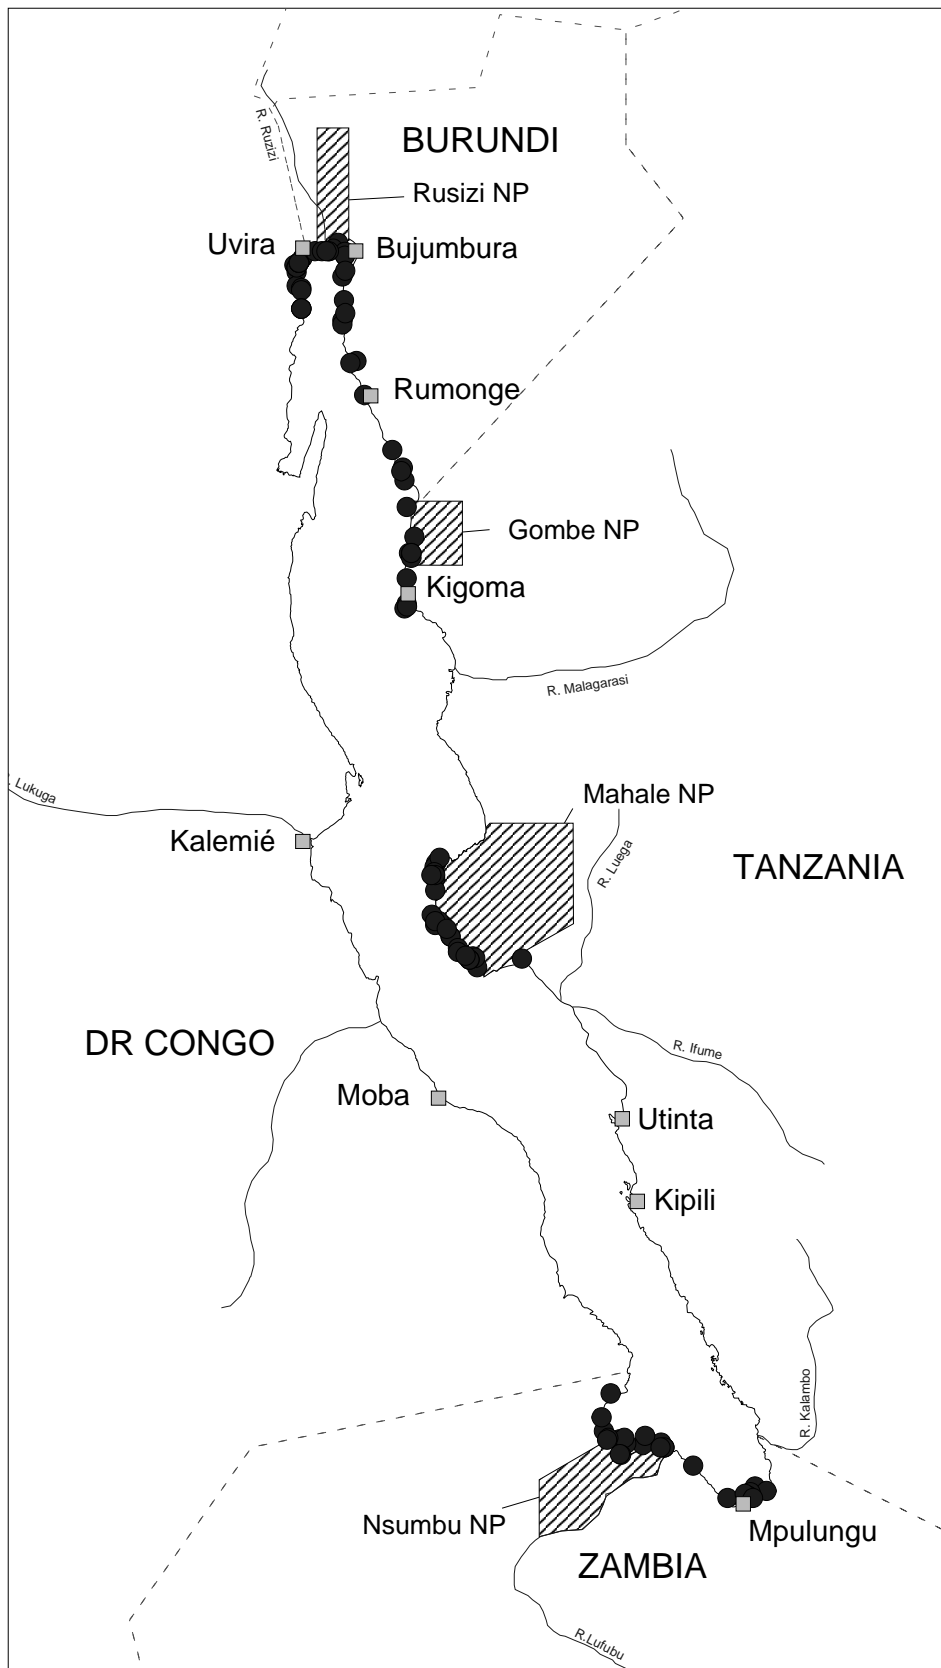 R. Ruzizi
BURUNDI
Rusizi NP
Uvira
Bujumbura
Rumonge
Gombe NP
Kigoma
R. Malagarasi
. Lukuga
Mahale NP
Kalemié
R. Luega
TANZANIA
DR CONGO
R. Ifume
Moba
Utinta
Kipili
R. Kalambo
Nsumbu NP
Mpulungu
ZAMBIA
R.Lufubu